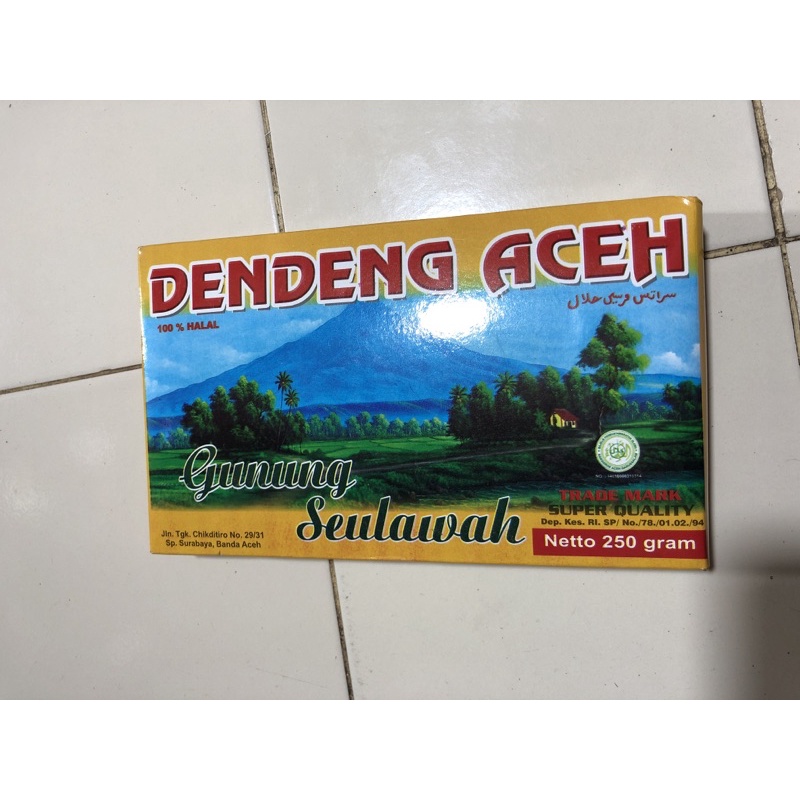 DENDENG ACEH
100 % HALAL
حلال
Gunung
Seulawah
TRADE MARK
SUPER QUALITY
Dep. Kes. RI. SP/ No./78./01.02./94
Netto 250 gram
Jln. Tgk. Chikditiro No. 29/31
Sp. Surabaya, Banda Aceh